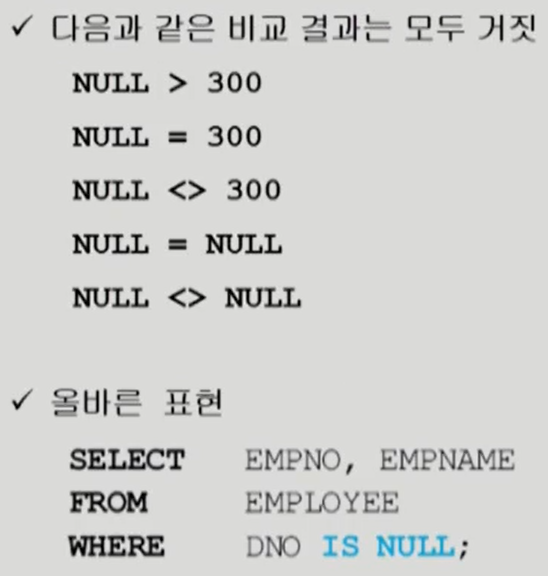 ✓ 다음과 같은 비교 결과는 모두 거짓
NULL > 300
NULL = 300
NULL <> 300
NULL = NULL
NULL <> NULL
✓ 올바른 표현
SELECT EMPNO, EMPNAME
FROM EMPLOYEE
WHERE DNO IS NULL;